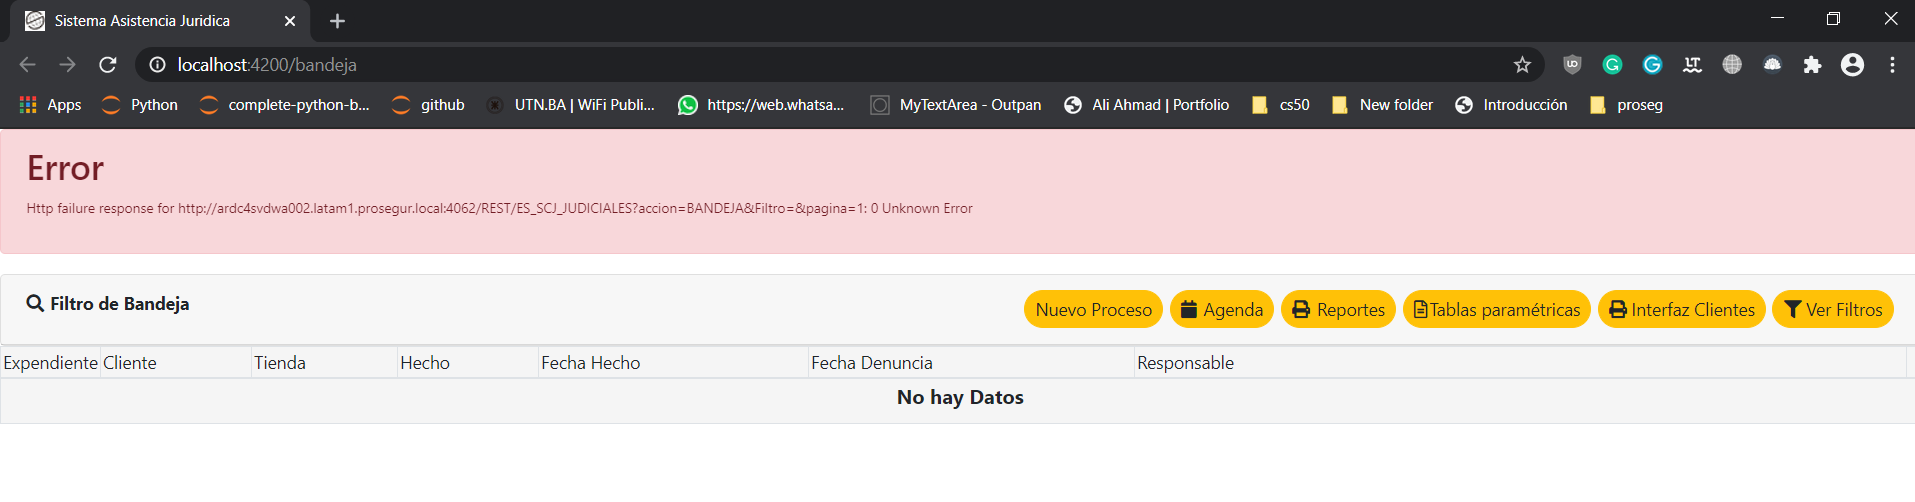 Sistema Asistencia Juridica
localhost:4200/bandeja
Apps Python complete-python-b... github UTN.BA | WiFi Publi... https://web.whatsa... MyTextArea - Outpan Ali Ahmad | Portfolio cs50 New folder Introducción proseg
Error
Http failure response for http://ardc4svdwa002.latam1.prosegur.local:4062/REST/ES_SCJ_JUDICIALES?accion=BANDEJA&Filtro=&pagina=1: 0 Unknown Error
Filtro de Bandeja Nuevo Proceso Agenda Reportes Tablas paramétricas Interfaz Clientes Ver Filtros
Expendiente Cliente Tienda Hecho Fecha Hecho Fecha Denuncia Responsable
No hay Datos